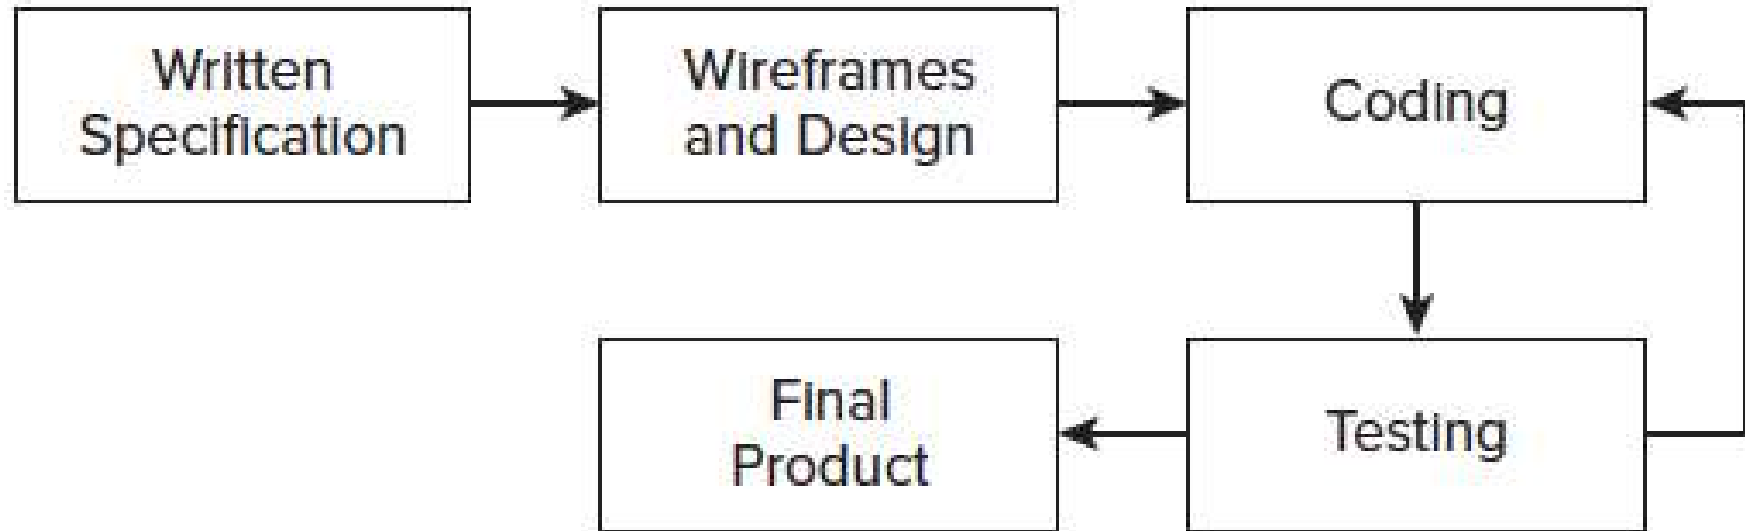 Written
Specification
Wireframes
and Design
Coding
Final
Product
Testing